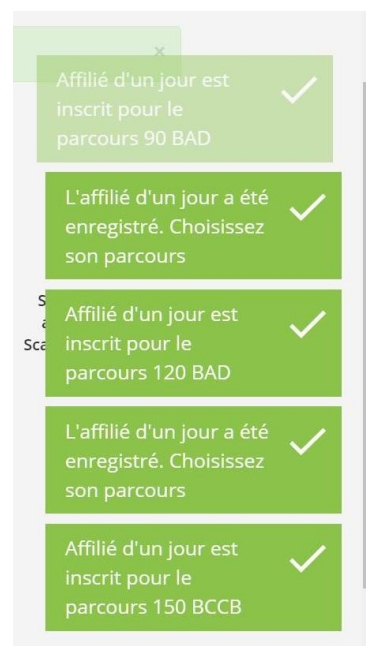 ×
Affilié d'un jour est
inscrit pour le
parcours 90 BAD
L'affilié d'un jour a été
enregistré. Choisissez
son parcours
Affilié d'un jour est
inscrit pour le
parcours 120 BAD
L'affilié d'un jour a été
enregistré. Choisissez
son parcours
Affilié d'un jour est
inscrit pour le
parcours 150 BCCB